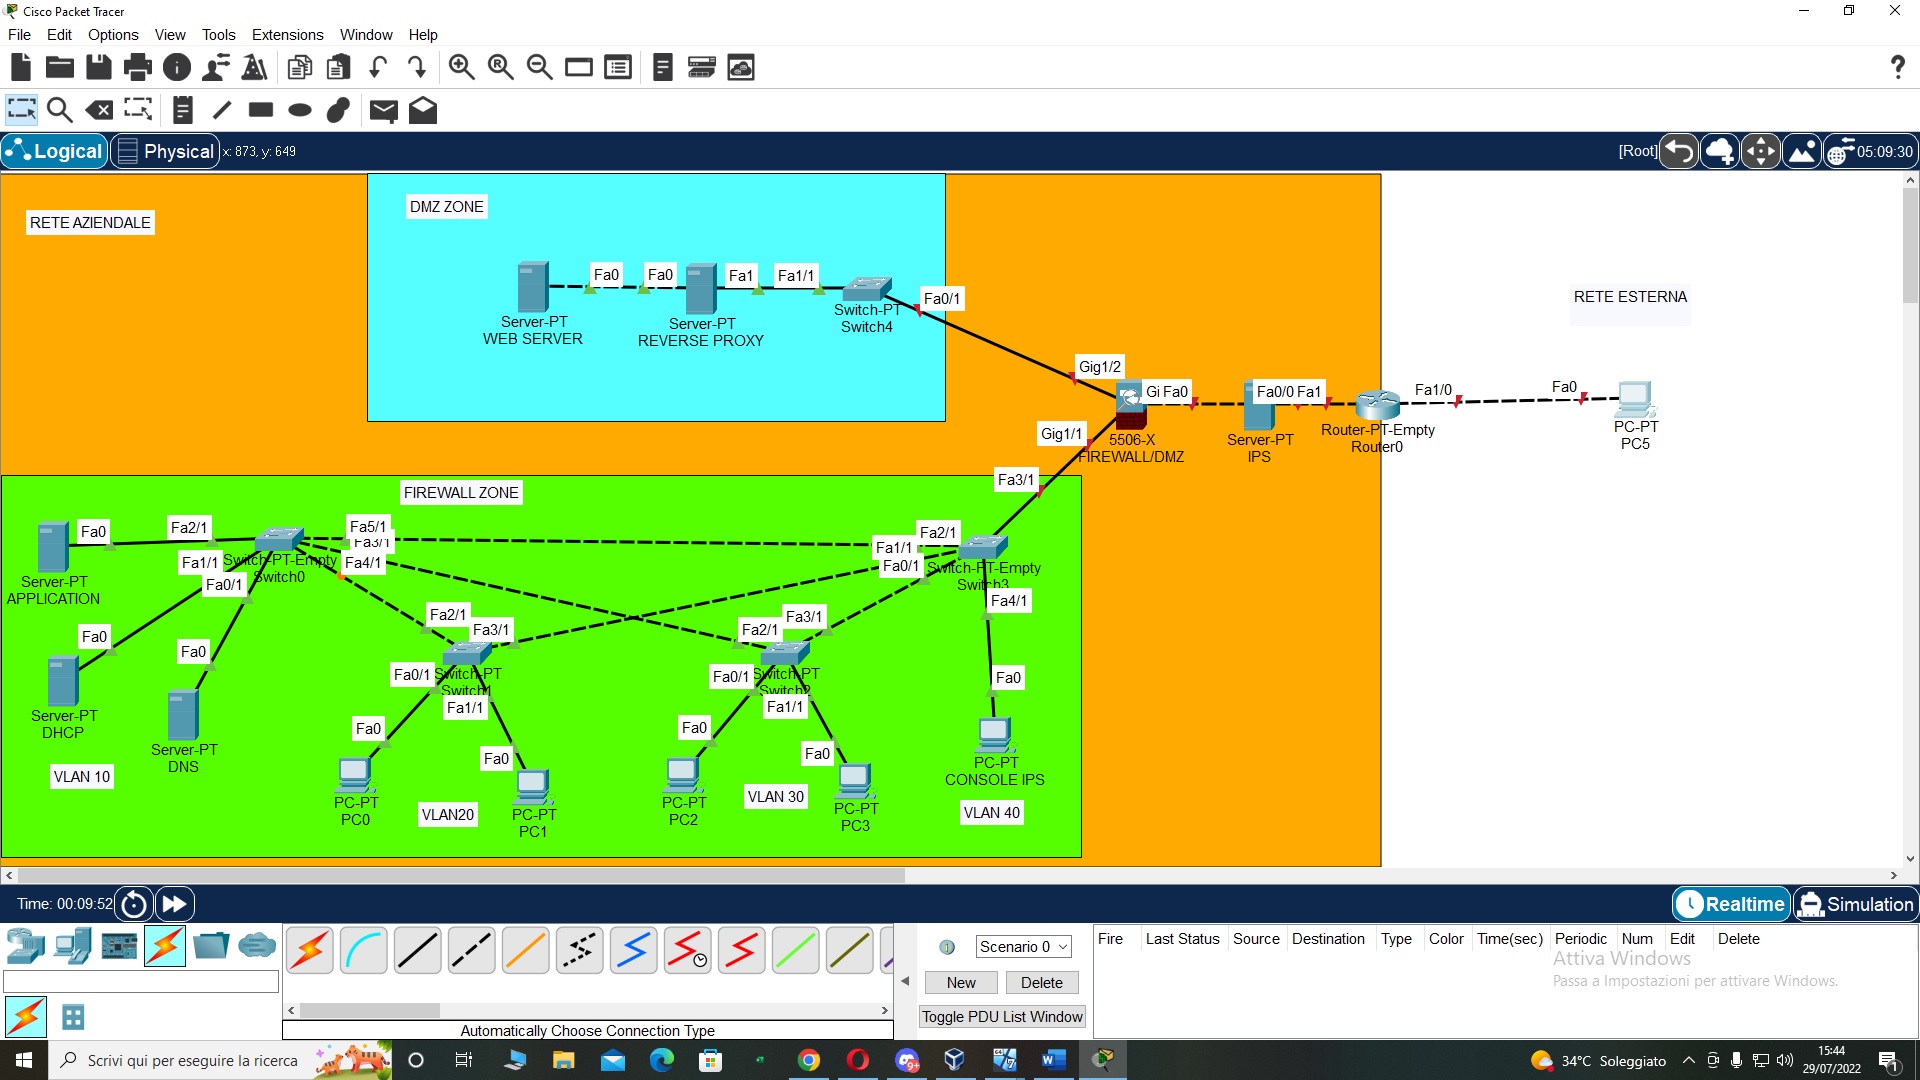 Cisco Packet Tracer
File Edit Options View Tools Extensions Window Help
Logical Physical x: 873, y: 649 [Root] 05:09:30
RETE AZIENDALE
DMZ ZONE
RETE ESTERNA
Fa0 Fa0 Fa1 Fa1/1
Fa0/1
Server-PT
WEB SERVER
Server-PT
REVERSE PROXY
Switch-PT
Switch4
Gig1/2
Gi Fa0 Fa0/0 Fa1
Fa1/0 Fa0
Gig1/1
5506-X
FIREWALL/DMZ
Server-PT
IPS
Router-PT-Empty
Router0
PC-PT
PC5
Fa3/1
FIREWALL ZONE
Fa0 Fa2/1 Fa5/1
Fa3/1
Fa1/1 Fa4/1
Fa0/1
Switch-PT-Empty
Switch0
Fa2/1
Fa1/1
Fa0/1
Switch-PT-Empty
Switch3
Fa4/1
Server-PT
APPLICATION
Fa0
Fa0
Server-PT
DHCP
Server-PT
DNS
VLAN 10
Fa2/1
Fa3/1
Fa0/1
Switch-PT
Switch1
Fa1/1
Fa0
Fa0
PC-PT
PC0
VLAN20
PC-PT
PC1
Fa3/1
Fa2/1
Fa0/1
Switch-PT
Switch2
Fa1/1
Fa0
Fa0
PC-PT
PC2
VLAN 30
PC-PT
PC3
Fa0
PC-PT
CONSOLE IPS
VLAN 40
Time: 00:09:52 Realtime Simulation
Scenario 0
New Delete
Toggle PDU List Window
Fire Last Status Source Destination Type Color Time(sec) Periodic Num Edit Delete
Attiva Windows
Passa a Impostazioni per attivare Windows.
Automatically Choose Connection Type
Scrivi qui per eseguire la ricerca
9+
34°C Soleggiato
15:44
29/07/2022
1